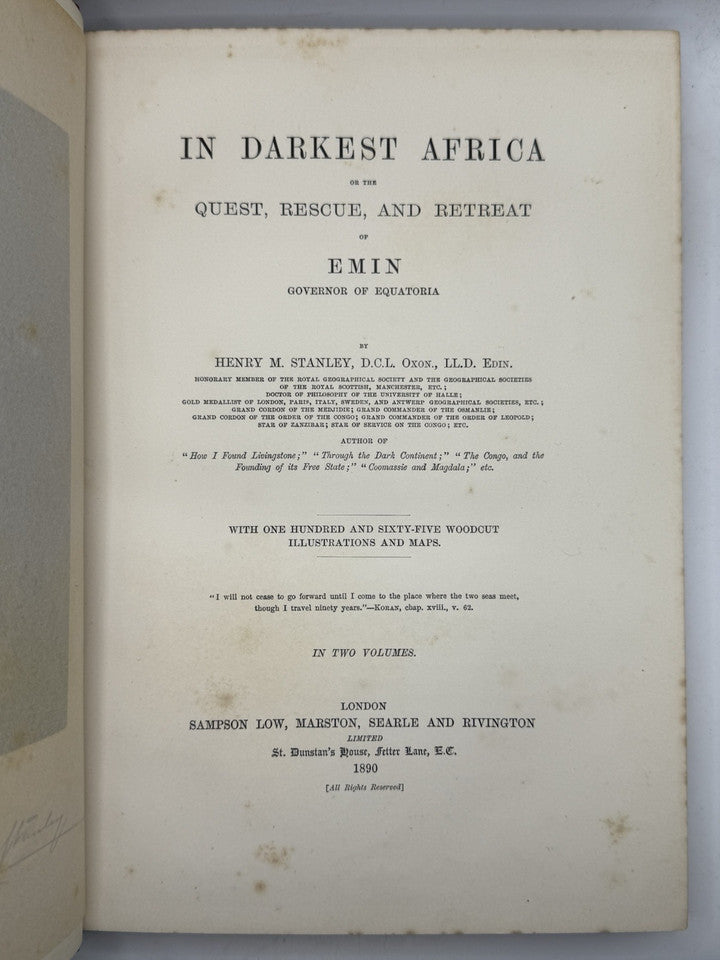 IN DARKEST AFRICA
OR THE
QUEST, RESCUE, AND RETREAT
OF
EMIN
GOVERNOR OF EQUATORIA
BY
HENRY M. STANLEY, D.C.L. OXON., LL.D. EDIN.
HONORARY MEMBER OF THE ROYAL GEOGRAPHICAL SOCIETY AND THE GEOGRAPHICAL SOCIETIES
OF THE ROYAL SCOTTISH, MANCHESTER, ETC.;
DOCTOR OF PHILOSOPHY OF THE UNIVERSITY OF HALLE;
GOLD MEDALLIST OF LONDON, PARIS, ITALY, SWEDEN, AND ANTWERP GEOGRAPHICAL SOCIETIES, ETC.;
GRAND CORDON OF THE MEDJIDIE; GRAND COMMANDER OF THE OSMANLIE;
GRAND CORDON OF THE ORDER OF THE CONGO; GRAND COMMANDER OF THE ORDER OF LEOPOLD;
STAR OF ZANZIBAR; STAR OF SERVICE ON THE CONGO; ETC.
AUTHOR OF
"How I Found Livingstone;" "Through the Dark Continent;" "The Congo, and the
Founding of its Free State;" "Coomassie and Magdala;" etc.
WITH ONE HUNDRED AND SIXTY-FIVE WOODCUT
ILLUSTRATIONS AND MAPS.
"I will not cease to go forward until I come to the place where the two seas meet,
though I travel ninety years."—KORAN, chap. xviii., v. 62.
IN TWO VOLUMES.
LONDON
SAMPSON LOW, MARSTON, SEARLE AND RIVINGTON
LIMITED
St. Dunstan's House, Fetter Lane, E.C.
1890
[All Rights Reserved]
Stanley